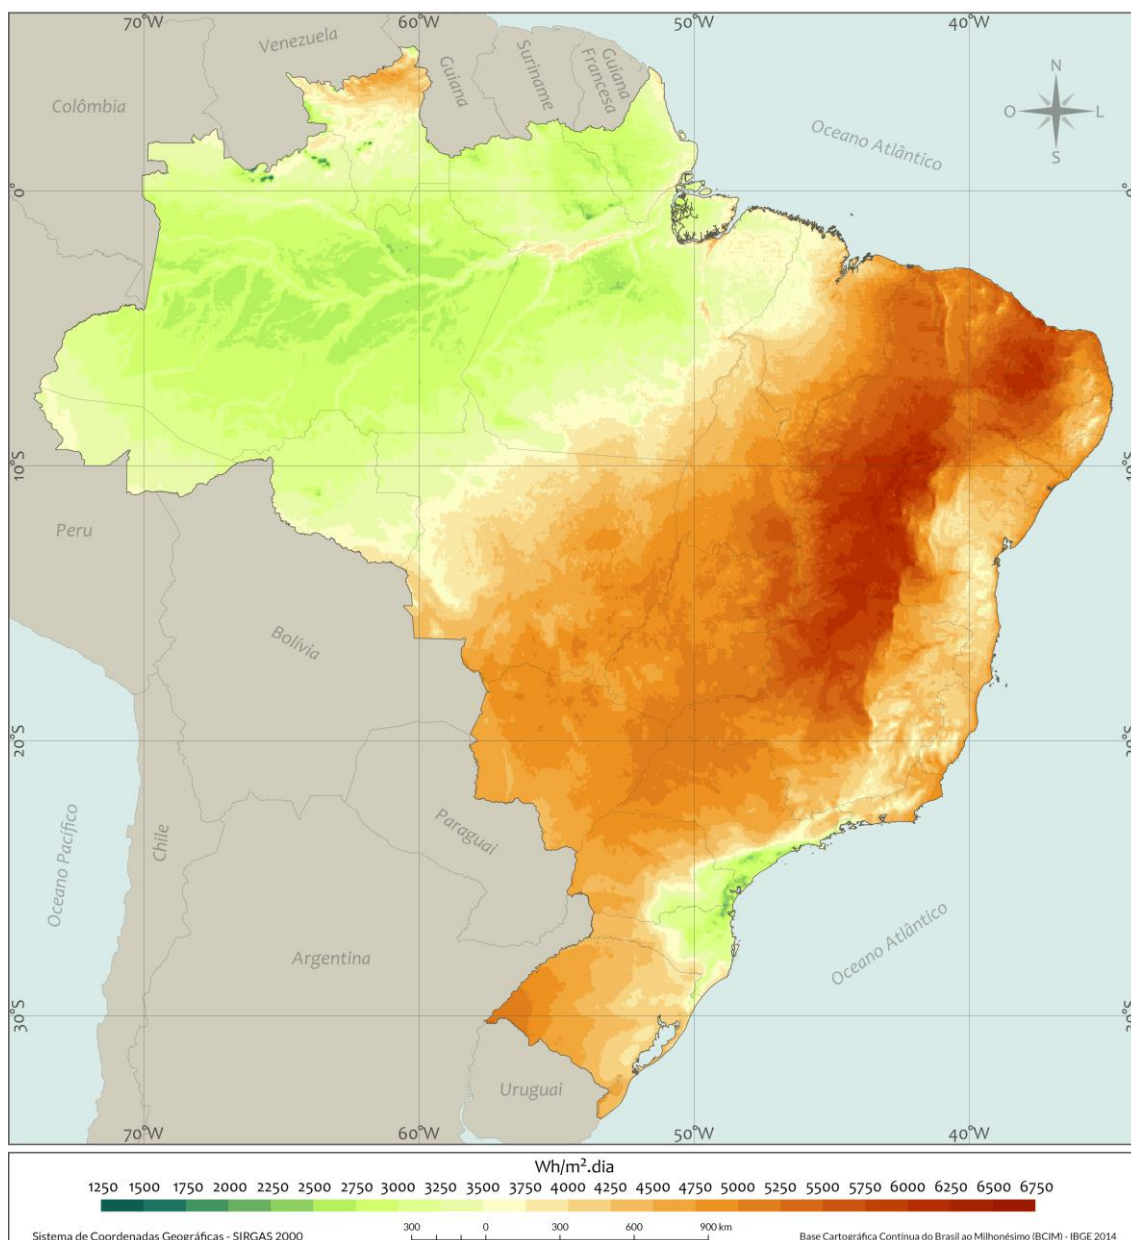 70°W 60°W 50°W 40°W
Venezuela
Guiana
Suriname
Guiana
Francesa
Colômbia
N
O L
S
Oceano Atlântico
0° 0°
10°S 10°S
Peru
Bolívia
20°S 20°S
Oceano Pacífico
Chile
Paraguai
Argentina
Oceano Atlântico
30°S 30°S
Uruguai
70°W 60°W 50°W 40°W
Wh/m².dia
1250 1500 1750 2000 2250 2500 2750 3000 3250 3500 3750 4000 4250 4500 4750 5000 5250 5500 5750 6000 6250 6500 6750
300 0 300 600 900 km
Sistema de Coordenadas Geográficas - SIRGAS 2000
Base Cartográfica Contínua do Brasil ao Milhonésimo (BCIM) - IBGE 2014